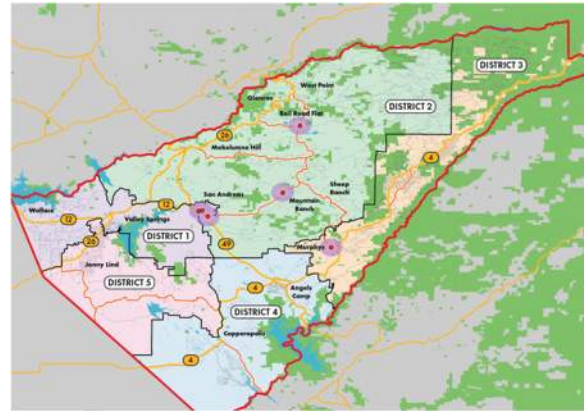 DISTRICT 3
West Point
Glencoe
DISTRICT 2
Rail Road Flat
26
Mokelumne Hill
4
12
San Andreas
Sheep
Ranch
Mountain
Ranch
Wallace
12
Valley Springs
DISTRICT 1
26
49
Murphys
Jenny Lind
DISTRICT 5
4
Angels
Camp
DISTRICT 4
Copperopolis
4